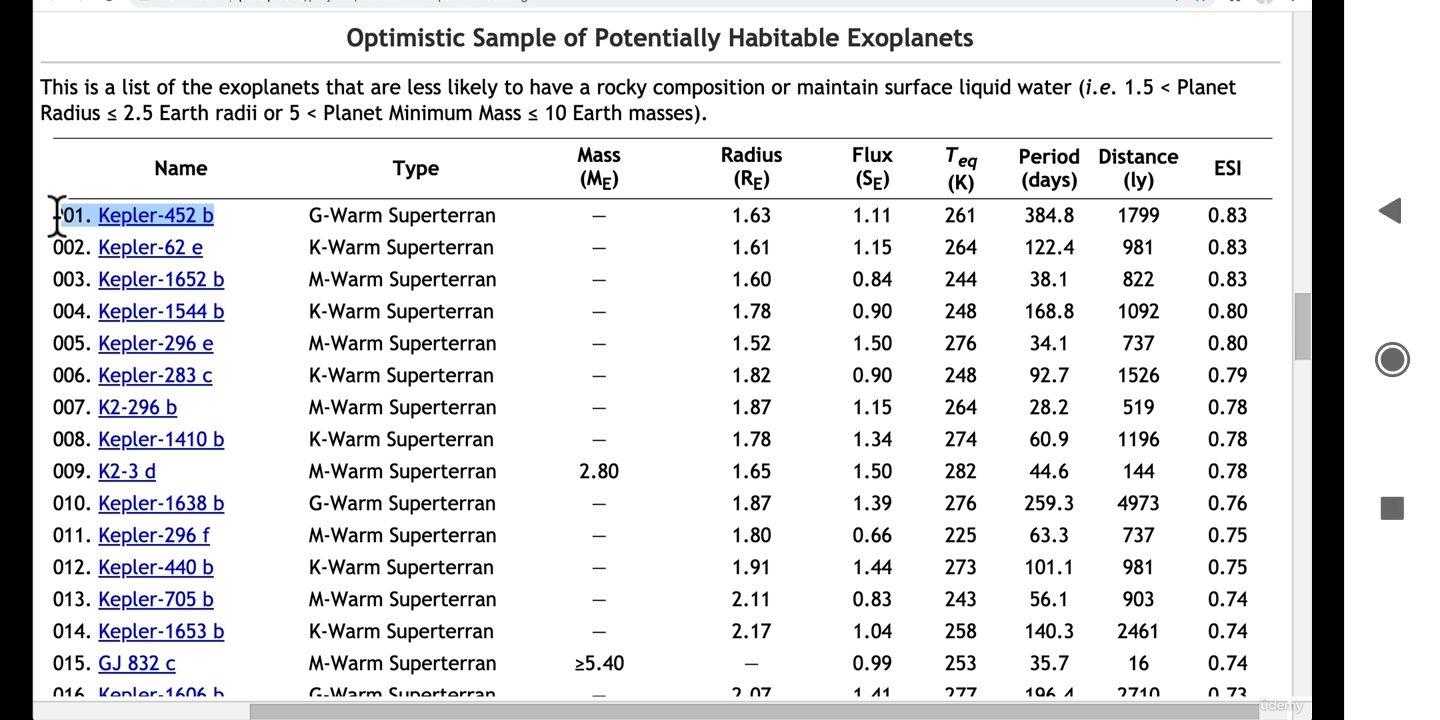 Optimistic Sample of Potentially Habitable Exoplanets
This is a list of the exoplanets that are less likely to have a rocky composition or maintain surface liquid water (i.e. 1.5 < Planet
Radius ≤ 2.5 Earth radii or 5 < Planet Minimum Mass ≤ 10 Earth masses).
Name Type Mass (ME) Radius (RE) Flux (SE) Teq (K) Period (days) Distance (ly) ESI
01. Kepler-452 b G-Warm Superterran — 1.63 1.11 261 384.8 1799 0.83
002. Kepler-62 e K-Warm Superterran — 1.61 1.15 264 122.4 981 0.83
003. Kepler-1652 b M-Warm Superterran — 1.60 0.84 244 38.1 822 0.83
004. Kepler-1544 b K-Warm Superterran — 1.78 0.90 248 168.8 1092 0.80
005. Kepler-296 e M-Warm Superterran — 1.52 1.50 276 34.1 737 0.80
006. Kepler-283 c K-Warm Superterran — 1.82 0.90 248 92.7 1526 0.79
007. K2-296 b M-Warm Superterran — 1.87 1.15 264 28.2 519 0.78
008. Kepler-1410 b K-Warm Superterran — 1.78 1.34 274 60.9 1196 0.78
009. K2-3 d M-Warm Superterran 2.80 1.65 1.50 282 44.6 144 0.78
010. Kepler-1638 b G-Warm Superterran — 1.87 1.39 276 259.3 4973 0.76
011. Kepler-296 f M-Warm Superterran — 1.80 0.66 225 63.3 737 0.75
012. Kepler-440 b K-Warm Superterran — 1.91 1.44 273 101.1 981 0.75
013. Kepler-705 b M-Warm Superterran — 2.11 0.83 243 56.1 903 0.74
014. Kepler-1653 b K-Warm Superterran — 2.17 1.04 258 140.3 2461 0.74
015. GJ 832 c M-Warm Superterran ≥5.40 — 0.99 253 35.7 16 0.74
016. Kepler-1606 b G-Warm Superterran — 2.07 1.41 277 196.4 2710 0.73
ûdemy